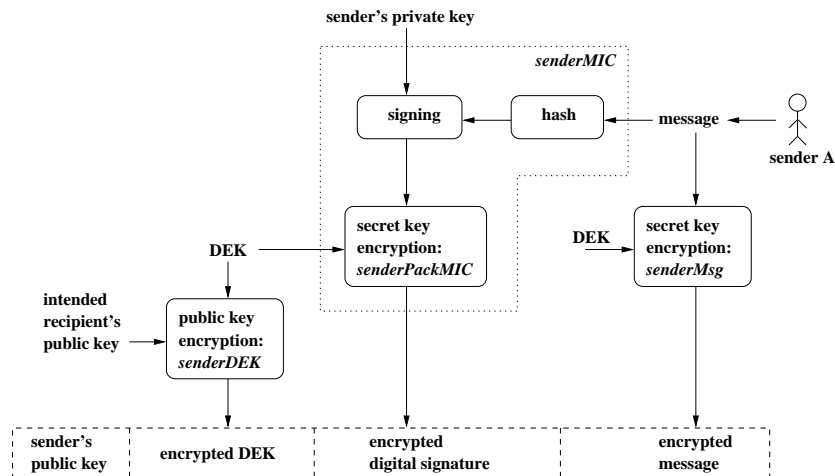 sender's private key
senderMIC
signing
hash
message
sender A
secret key
encryption:
senderPackMIC
DEK
secret key
encryption:
senderMsg
DEK
intended
recipient's
public key
public key
encryption:
senderDEK
sender's
public key
encrypted DEK
encrypted
digital signature
encrypted
message